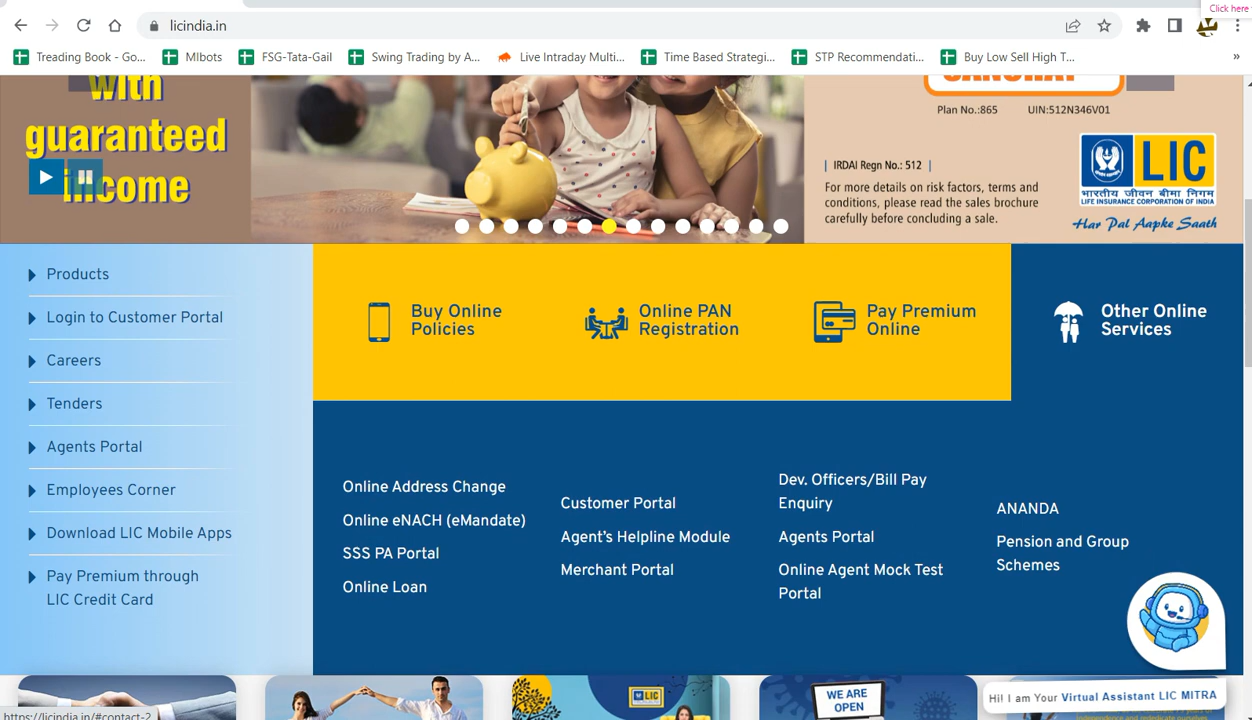 Click here
licindia.in
Treading Book - Go...
MIbots
FSG-Tata-Gail
Swing Trading by A...
Live Intraday Multi...
Time Based Strategi...
STP Recommendati...
Buy Low Sell High T...
»
with
guaranteed
income
Plan No.:865 UIN:512N346V01
| IRDAI Regn No.: 512 |
For more details on risk factors, terms and
conditions, please read the sales brochure
carefully before concluding a sale.
LIC
भारतीय जीवन बीमा निगम
LIFE INSURANCE CORPORATION OF INDIA
Har Pal Aapke Saath
Products
Login to Customer Portal
Careers
Tenders
Agents Portal
Employees Corner
Download LIC Mobile Apps
Pay Premium through
LIC Credit Card
Buy Online
Policies
Online PAN
Registration
Pay Premium
Online
Other Online
Services
Online Address Change
Online eNACH (eMandate)
SSS PA Portal
Online Loan
Customer Portal
Agent's Helpline Module
Merchant Portal
Dev. Officers/Bill Pay
Enquiry
Agents Portal
Online Agent Mock Test
Portal
ANANDA
Pension and Group
Schemes
LIC
WE ARE
OPEN
Hi! I am Your Virtual Assistant LIC MITRA
https://licindia.in/#contact-2